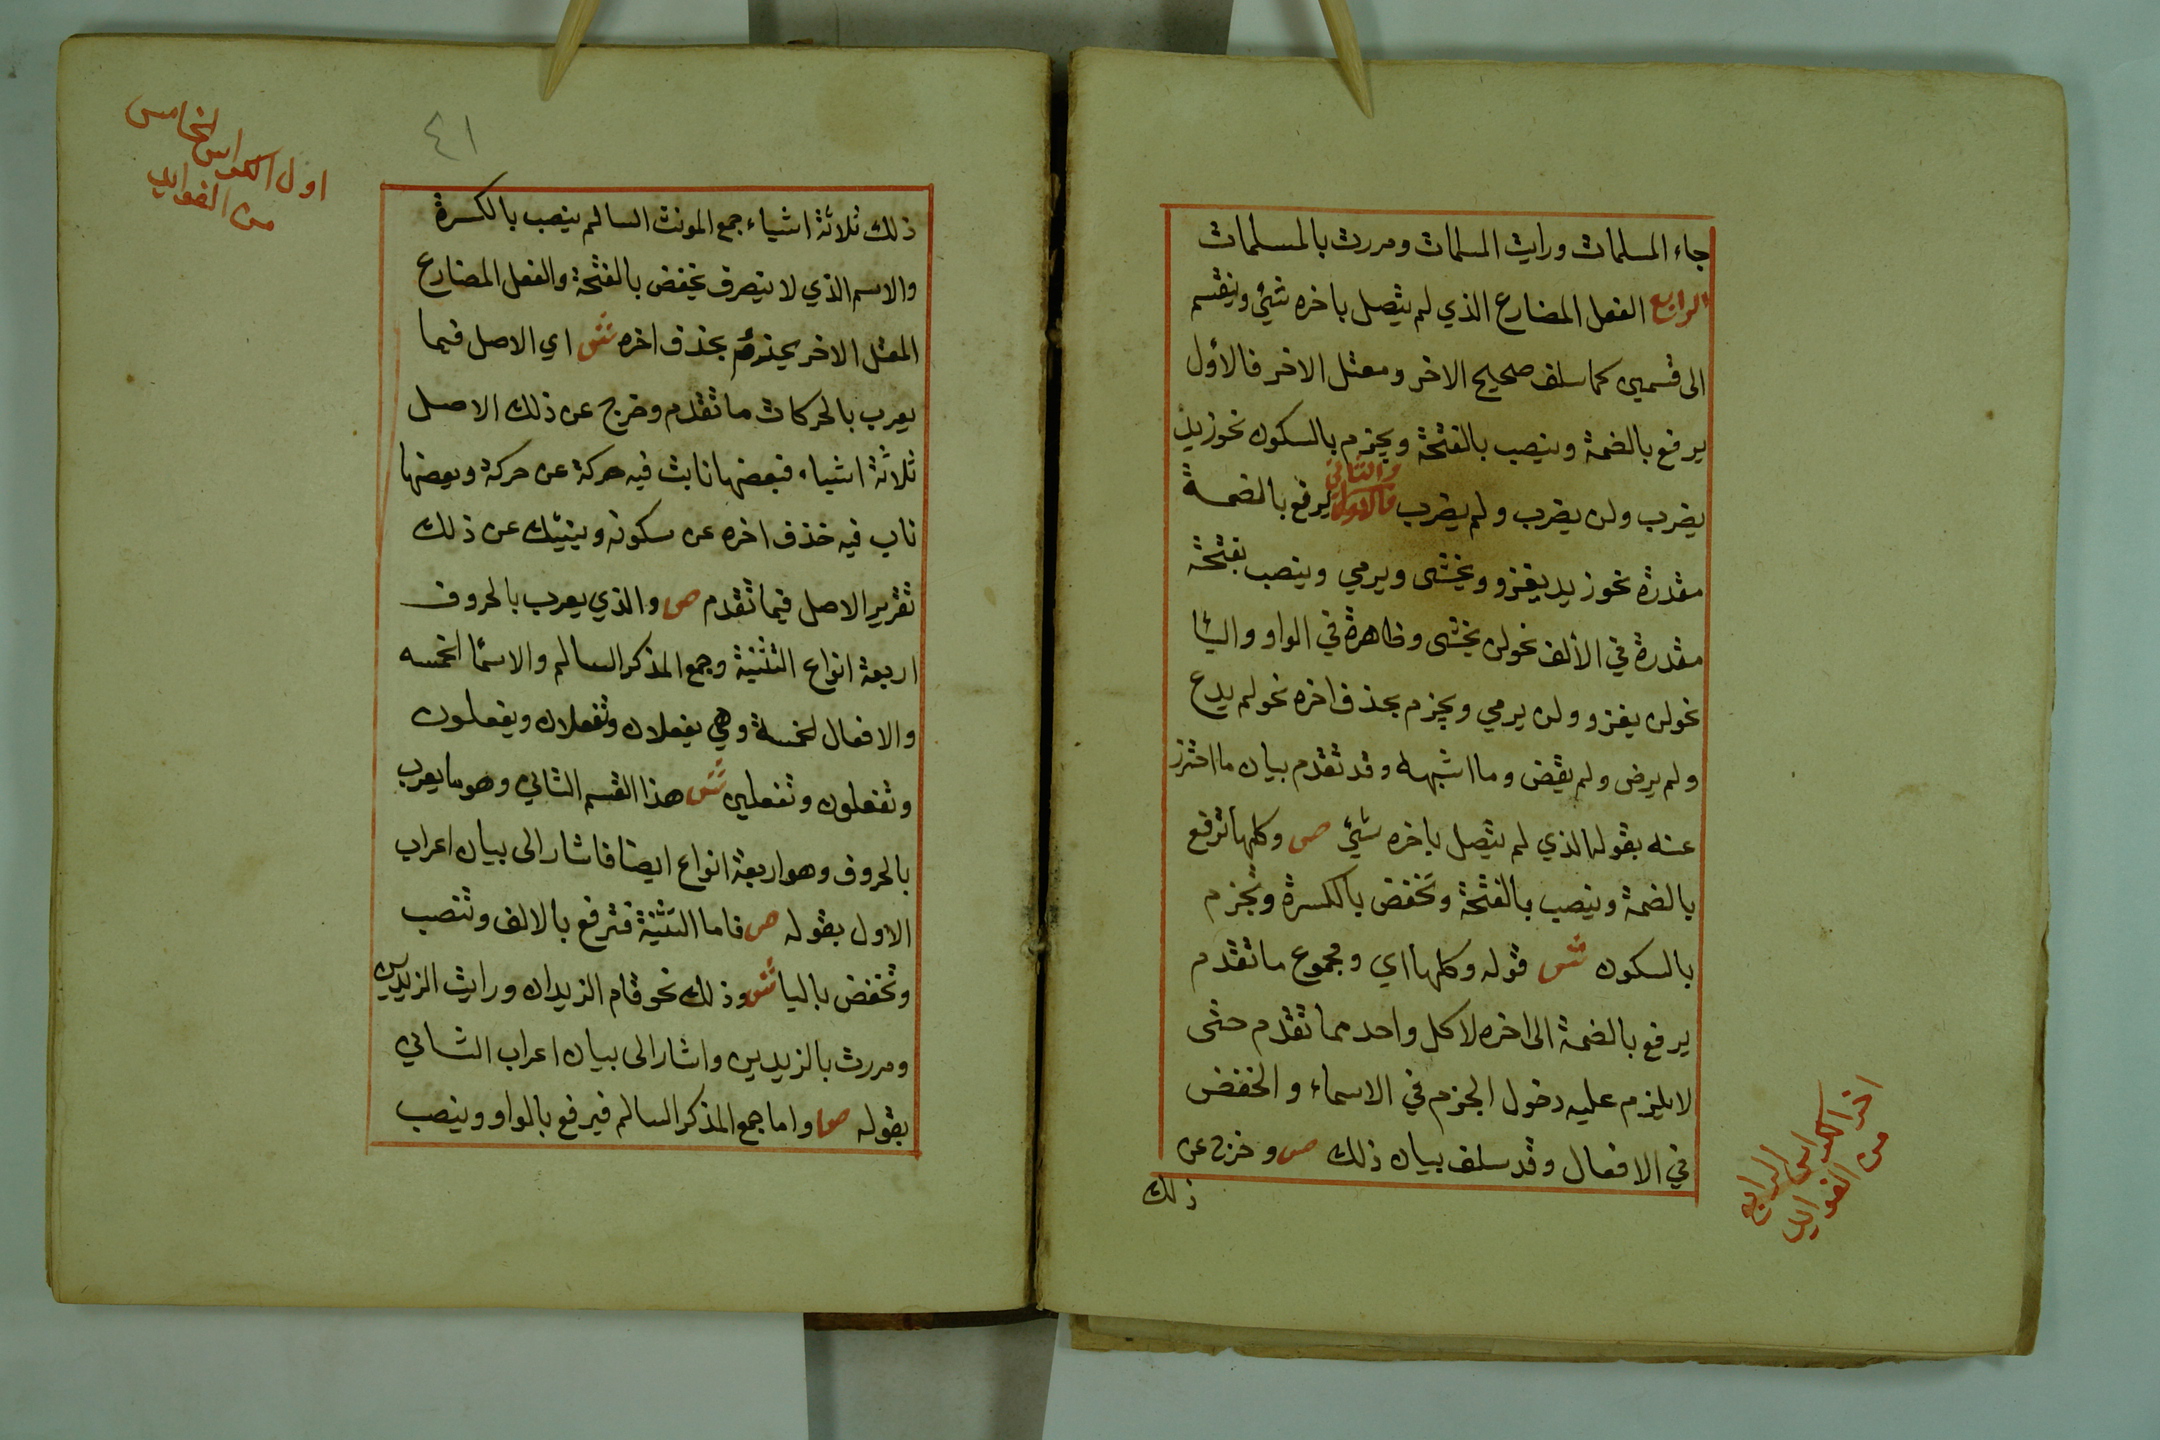 جاء المسلمات ورايت المسلمات ومررت بالمسلمات
الرابع الفعل المضارع الذي لم يتصل باخره شيئ وينقسم
الى قسمين كما سلف صحيح الاخر ومعتل الاخر فالأول
يرفع بالضمة وينصب بالفتحة ويجزم بالسكون نحو زيد
يضرب ولن يضرب ولم يضرب والثاني يرفع بالضمة
مقدرة نحو زيد يغزو ويخشى ويرمي وينصب بفتحة
مقدرة في الألف نحو لن يخشى وظاهرة في الواو واليا
نحو لن يغزو ولن يرمي ويجزم بحذف اخره نحو لم يدع
ولم يرض ولم يقض وما اشبهه وقد تقدم بيان ما احترز
عنه بقوله الذي لم يتصل باخره شيئ ص وكلها ترفع
بالضمة وينصب بالفتحة وتخفض بالكسرة وتجزم
بالسكون ش قوله وكلها اي ومجموع ما تقدم
يرفع بالضمة الى اخره لا كل واحد مما تقدم حتى
لا يلزم عليه دخول الجزم في الاسماء والخفض
في الافعال وقد سلف بيان ذلك ص وخرج عن
ذلك
اخر الكراس الرابع
من الفوايد
٤١
اول الكراس الخامس
من الفوايد
ذلك ثلاثة اشياء جمع المونث السالم ينصب بالكسرة
والاسم الذي لا ينصرف يخفض بالفتحة والفعل المضارع
المعتل الاخر يجزم بحذف اخره ش اي الاصل فيما
يعرب بالحركات ما تقدم وخرج عن ذلك الاصل
ثلاثة اشياء فبعضها نابت فيه حركة عن حركة وبعضها
ناب فيه حذف اخره عن سكونه وينبيك عن ذلك
تقرير الاصل فيما تقدم ص والذي يعرب بالحروف
اربعة انواع التثنية وجمع المذكر السالم والاسما الخمسه
والافعال الخمسة وهي يفعلان وتفعلان ويفعلون
وتفعلون وتفعلين ش هذا القسم الثاني وهو ما يعرب
بالحروف وهو اربعة انواع ايضا فاشار الى بيان اعراب
الاول بقوله ص فاما التثنية فترفع بالالف وتنصب
وتخفض باليا ش وذلك نحو قام الزيدان ورايت الزيدين
ومررت بالزيدين واشار الى بيان اعراب الثاني
بقوله ص واما جمع المذكر السالم فيرفع بالواو وينصب